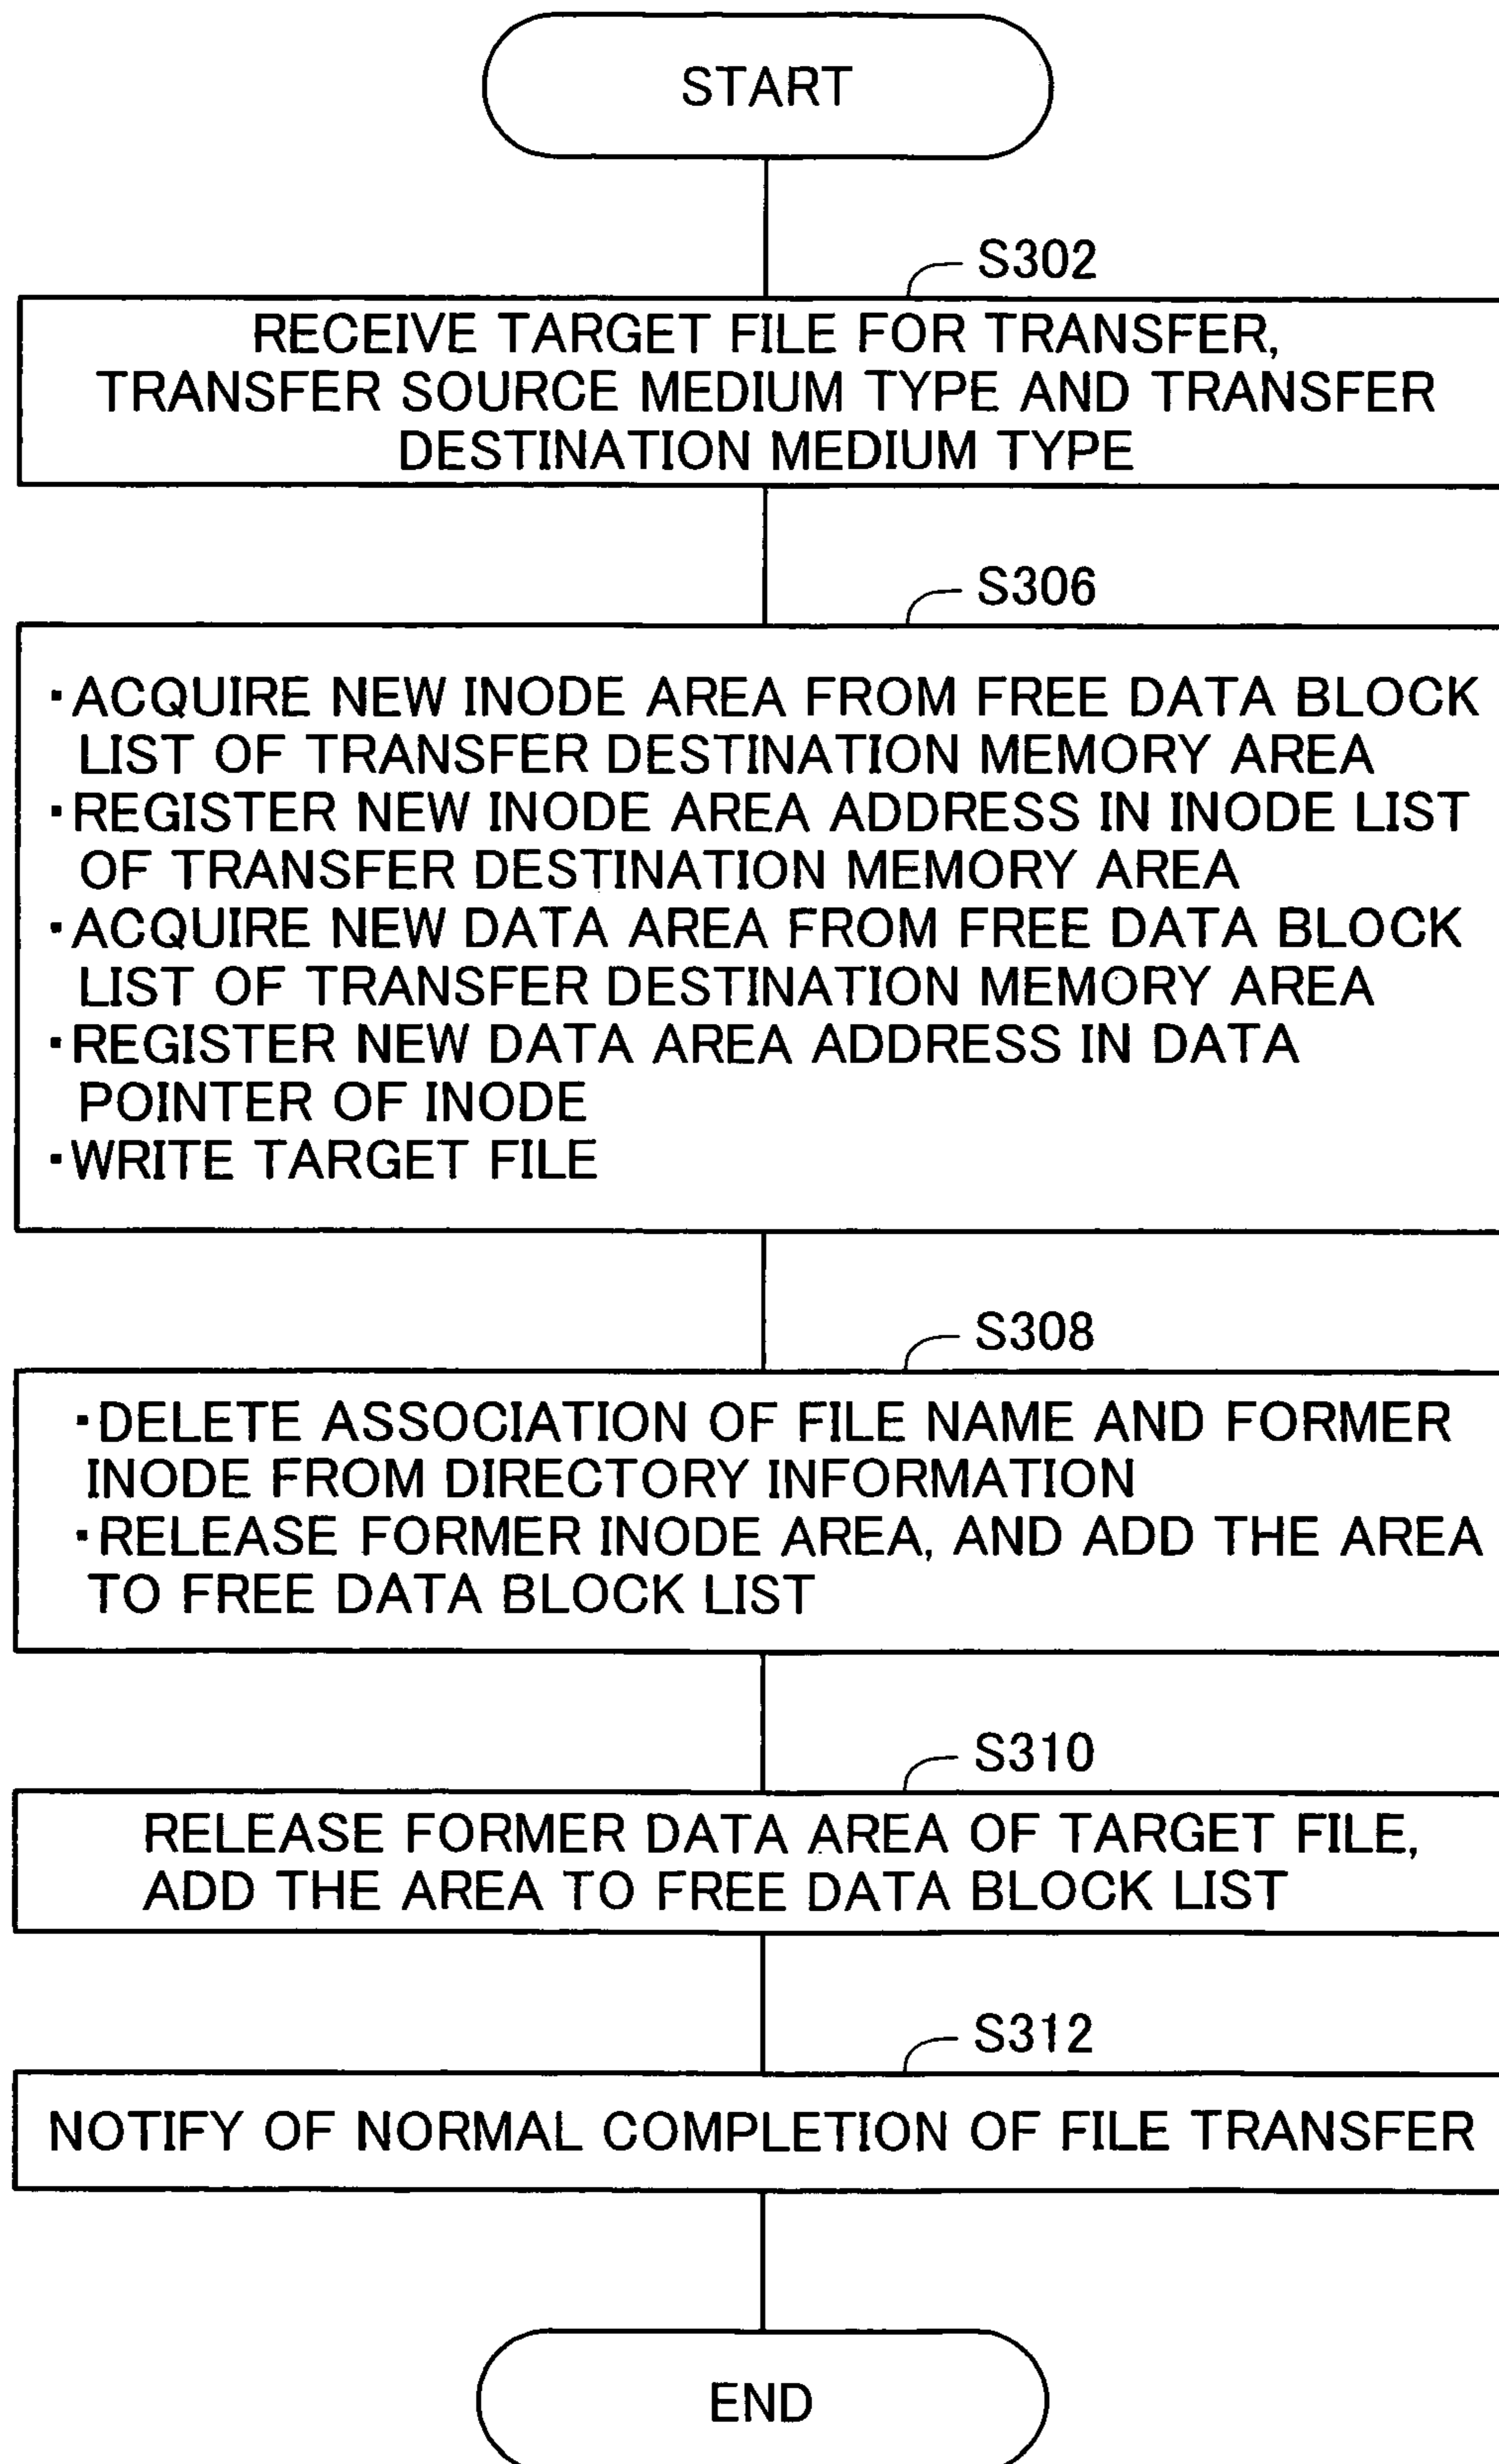 START
S302
RECEIVE TARGET FILE FOR TRANSFER,
TRANSFER SOURCE MEDIUM TYPE AND TRANSFER
DESTINATION MEDIUM TYPE
S306
·ACQUIRE NEW INODE AREA FROM FREE DATA BLOCK
LIST OF TRANSFER DESTINATION MEMORY AREA
·REGISTER NEW INODE AREA ADDRESS IN INODE LIST
OF TRANSFER DESTINATION MEMORY AREA
·ACQUIRE NEW DATA AREA FROM FREE DATA BLOCK
LIST OF TRANSFER DESTINATION MEMORY AREA
·REGISTER NEW DATA AREA ADDRESS IN DATA
POINTER OF INODE
·WRITE TARGET FILE
S308
·DELETE ASSOCIATION OF FILE NAME AND FORMER
INODE FROM DIRECTORY INFORMATION
·RELEASE FORMER INODE AREA, AND ADD THE AREA
TO FREE DATA BLOCK LIST
S310
RELEASE FORMER DATA AREA OF TARGET FILE,
ADD THE AREA TO FREE DATA BLOCK LIST
S312
NOTIFY OF NORMAL COMPLETION OF FILE TRANSFER
END